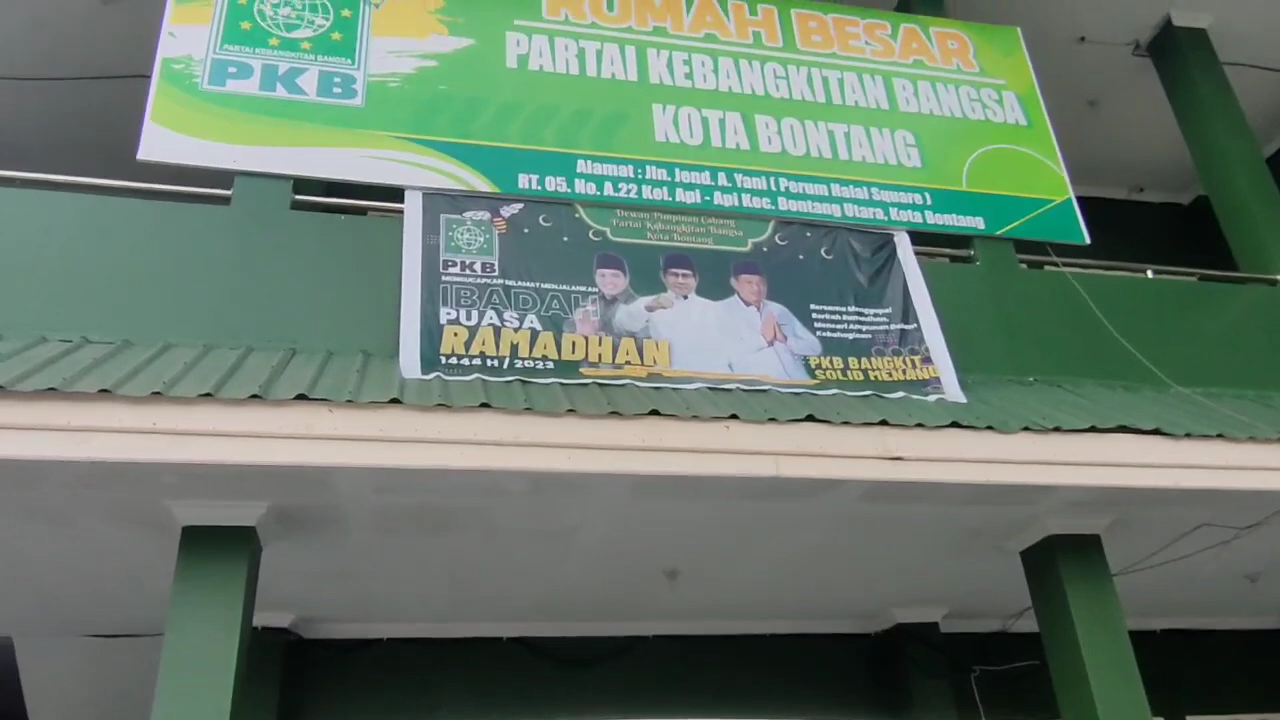 RUMAH BESAR
PARTAI KEBANGKITAN BANGSA
KOTA BONTANG
PARTAI KEBANGKITAN BANGSA
PKB
Alamat : Jln. Jend. A. Yani ( Perum Halal Square )
RT. 05. No. A.22 Kel. Api - Api Kec. Bontang Utara, Kota Bontang
Dewan Pimpinan Cabang
Partai Kebangkitan Bangsa
Kota Bontang
PKB
MENGUCAPKAN SELAMAT MENJALANKAN
IBADAH
PUASA
RAMADHAN
1444 H / 2023
Bersama Menggapai
Berkah Ramadhan,
Mencari Ampunan Dalam
Kebahagiaan
PKB BANGKIT
SOLID MENANG